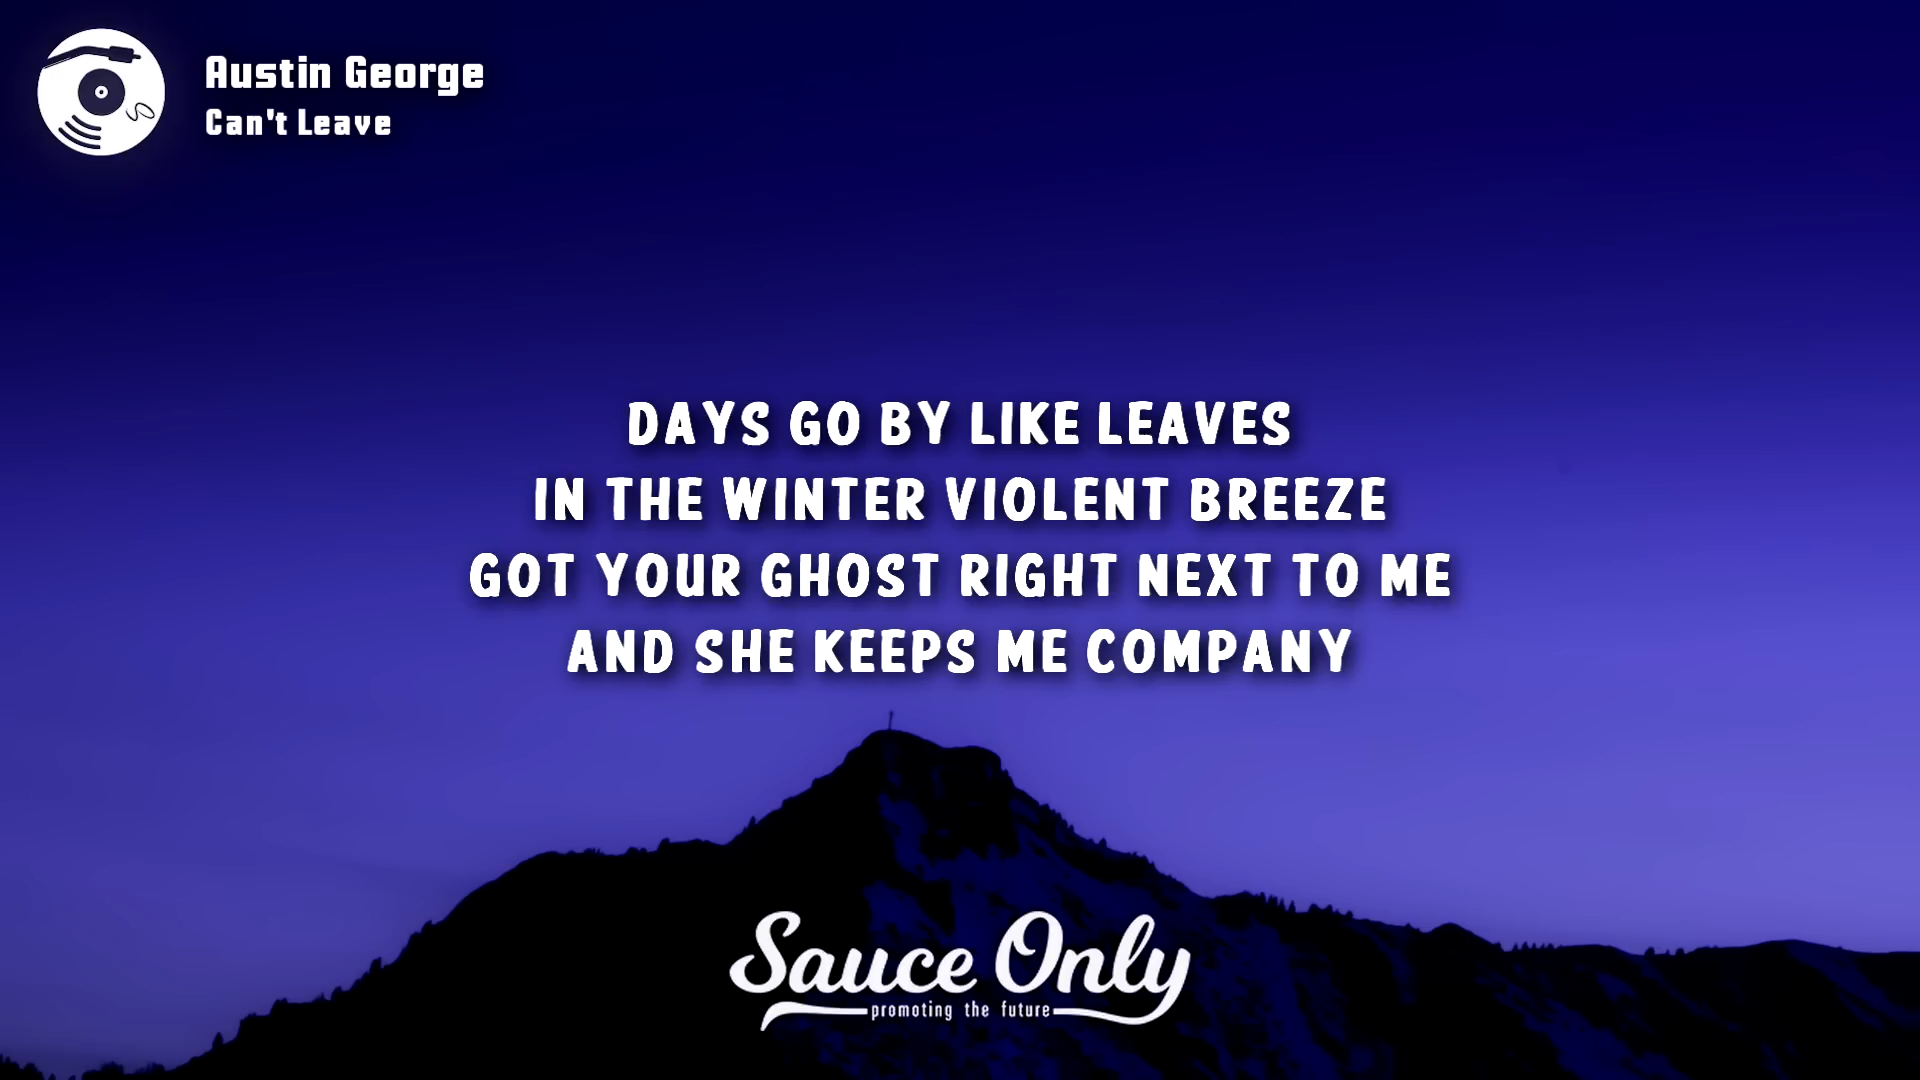 Austin George
Can't Leave
DAYS GO BY LIKE LEAVES
IN THE WINTER VIOLENT BREEZE
GOT YOUR GHOST RIGHT NEXT TO ME
AND SHE KEEPS ME COMPANY
Sauce Only
promoting the future